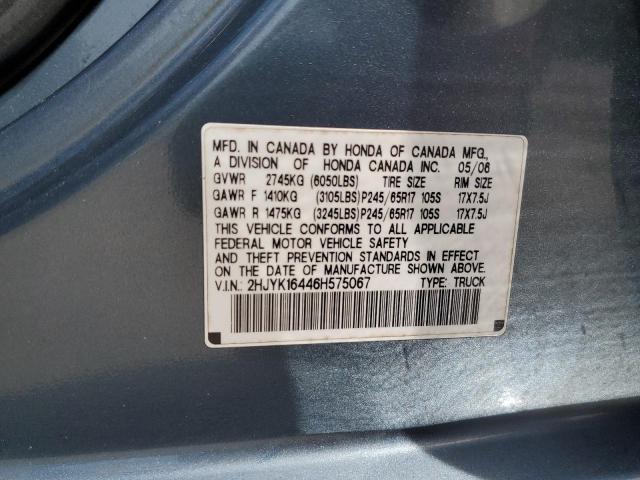 MFD. IN CANADA BY HONDA OF CANADA MFG.,
A DIVISION OF HONDA CANADA INC. 05/06
GVWR 2745KG (6050LBS) TIRE SIZE RIM SIZE
GAWR F 1410KG (3105LBS)P245/65R17 105S 17X7.5J
GAWR R 1475KG (3245LBS)P245/65R17 105S 17X7.5J
THIS VEHICLE CONFORMS TO ALL APPLICABLE
FEDERAL MOTOR VEHICLE SAFETY
AND THEFT PREVENTION STANDARDS IN EFFECT
ON THE DATE OF MANUFACTURE SHOWN ABOVE.
V.I.N.: 2HJYK16446H575067 TYPE: TRUCK